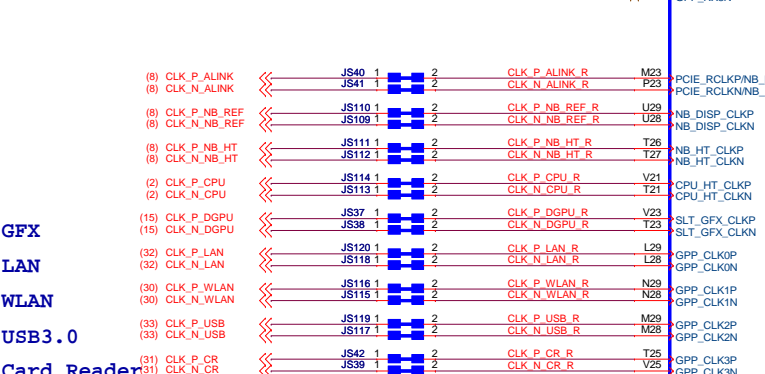 (8) CLK_P_ALINK JS40 1 2 CLK_P_ALINK_R M23 PCIE_RCLKP/NB_
(8) CLK_N_ALINK JS41 1 2 CLK_N_ALINK_R P23 PCIE_RCLKN/NB_
(8) CLK_P_NB_REF JS110 1 2 CLK_P_NB_REF_R U29 NB_DISP_CLKP
(8) CLK_N_NB_REF JS109 1 2 CLK_N_NB_REF_R U28 NB_DISP_CLKN
(8) CLK_P_NB_HT JS111 1 2 CLK_P_NB_HT_R T26 NB_HT_CLKP
(8) CLK_N_NB_HT JS112 1 2 CLK_N_NB_HT_R T27 NB_HT_CLKN
(2) CLK_P_CPU JS114 1 2 CLK_P_CPU_R V21 CPU_HT_CLKP
(2) CLK_N_CPU JS113 1 2 CLK_N_CPU_R T21 CPU_HT_CLKN
(15) CLK_P_DGPU JS37 1 2 CLK_P_DGPU_R V23 SLT_GFX_CLKP
GFX (15) CLK_N_DGPU JS38 1 2 CLK_N_DGPU_R T23 SLT_GFX_CLKN
(32) CLK_P_LAN JS120 1 2 CLK_P_LAN_R L29 GPP_CLK0P
LAN (32) CLK_N_LAN JS118 1 2 CLK_N_LAN_R L28 GPP_CLK0N
(30) CLK_P_WLAN JS116 1 2 CLK_P_WLAN_R N29 GPP_CLK1P
WLAN (30) CLK_N_WLAN JS115 1 2 CLK_N_WLAN_R N28 GPP_CLK1N
(33) CLK_P_USB JS119 1 2 CLK_P_USB_R M29 GPP_CLK2P
USB3.0 (33) CLK_N_USB JS117 1 2 CLK_N_USB_R M28 GPP_CLK2N
(31) CLK_P_CR JS42 1 2 CLK_P_CR_R T25 GPP_CLK3P
Card Reader (31) CLK_N_CR JS39 1 2 CLK_N_CR_R V25 GPP_CLK3N